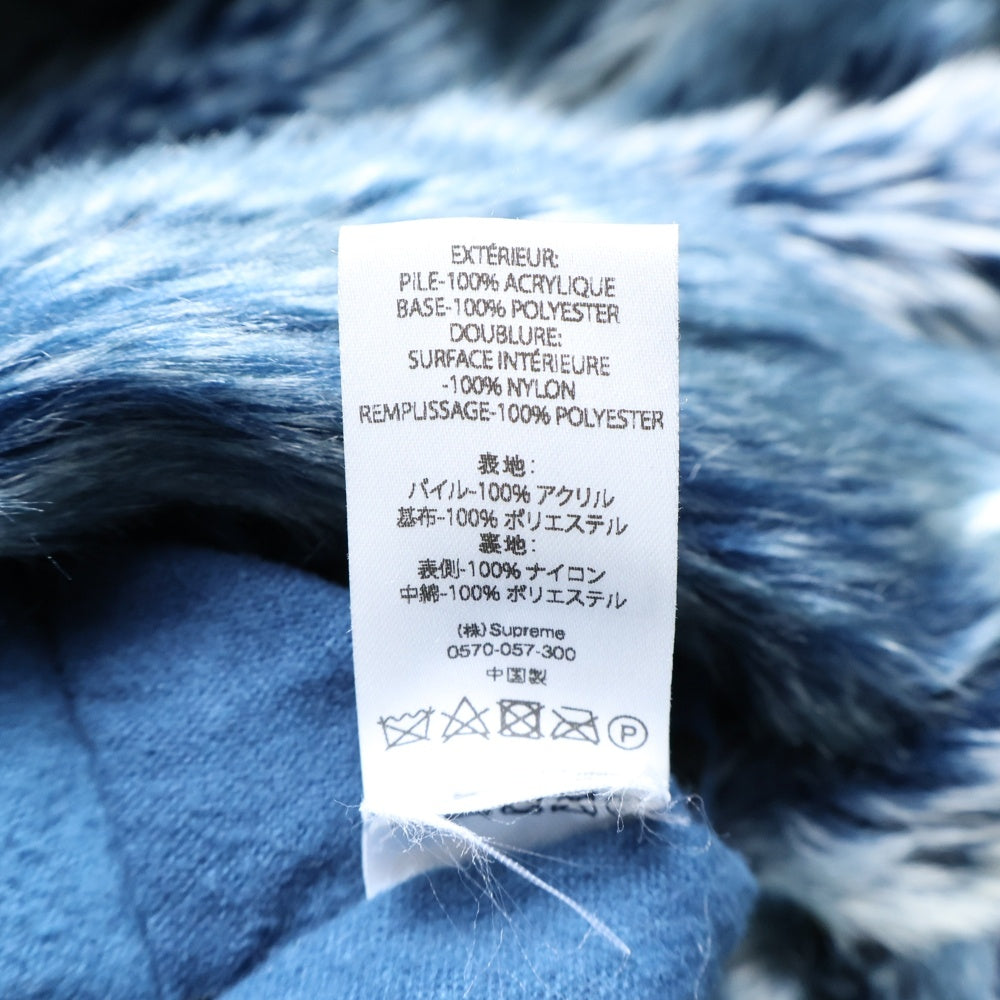 EXTÉRIEUR:
PILE-100% ACRYLIQUE
BASE-100% POLYESTER
DOUBLURE:
SURFACE INTÉRIEURE
-100% NYLON
REMPLISSAGE-100% POLYESTER
表地:
パイル-100% アクリル
基布-100% ポリエステル
裏地:
表側-100% ナイロン
中綿-100% ポリエステル
(株)Supreme
0570-057-300
中国製
P